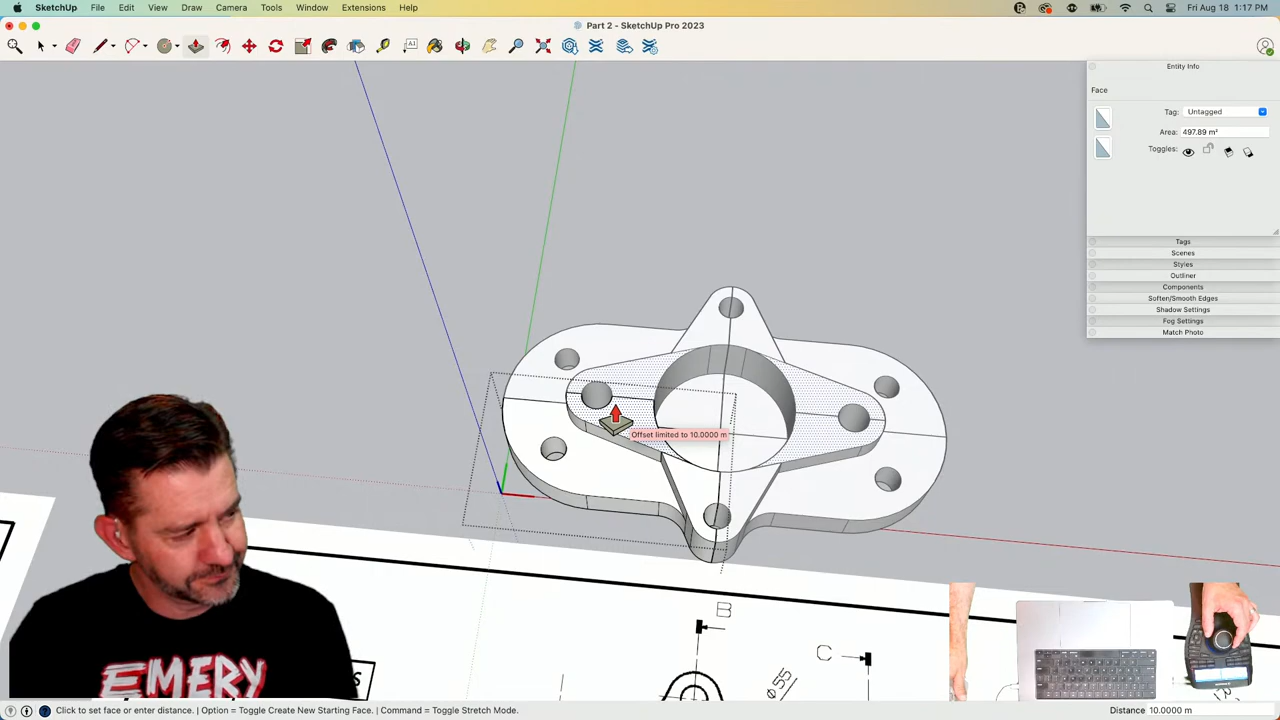 SketchUp File Edit View Draw Camera Tools Window Extensions Help
Fri Aug 18 1:17 PM
Part 2 - SketchUp Pro 2023
Entity Info
Face
Tag: Untagged
Area: 497.89 m²
Toggles:
Tags
Scenes
Styles
Outliner
Components
Soften/Smooth Edges
Shadow Settings
Fog Settings
Match Photo
Offset limited to 10.0000 m
B
C
ϕ55
S
EMERY
Click to set face or enter distance. | Option = Toggle Create New Starting Face. | Command = Toggle Stretch Mode.
Distance 10.0000 m